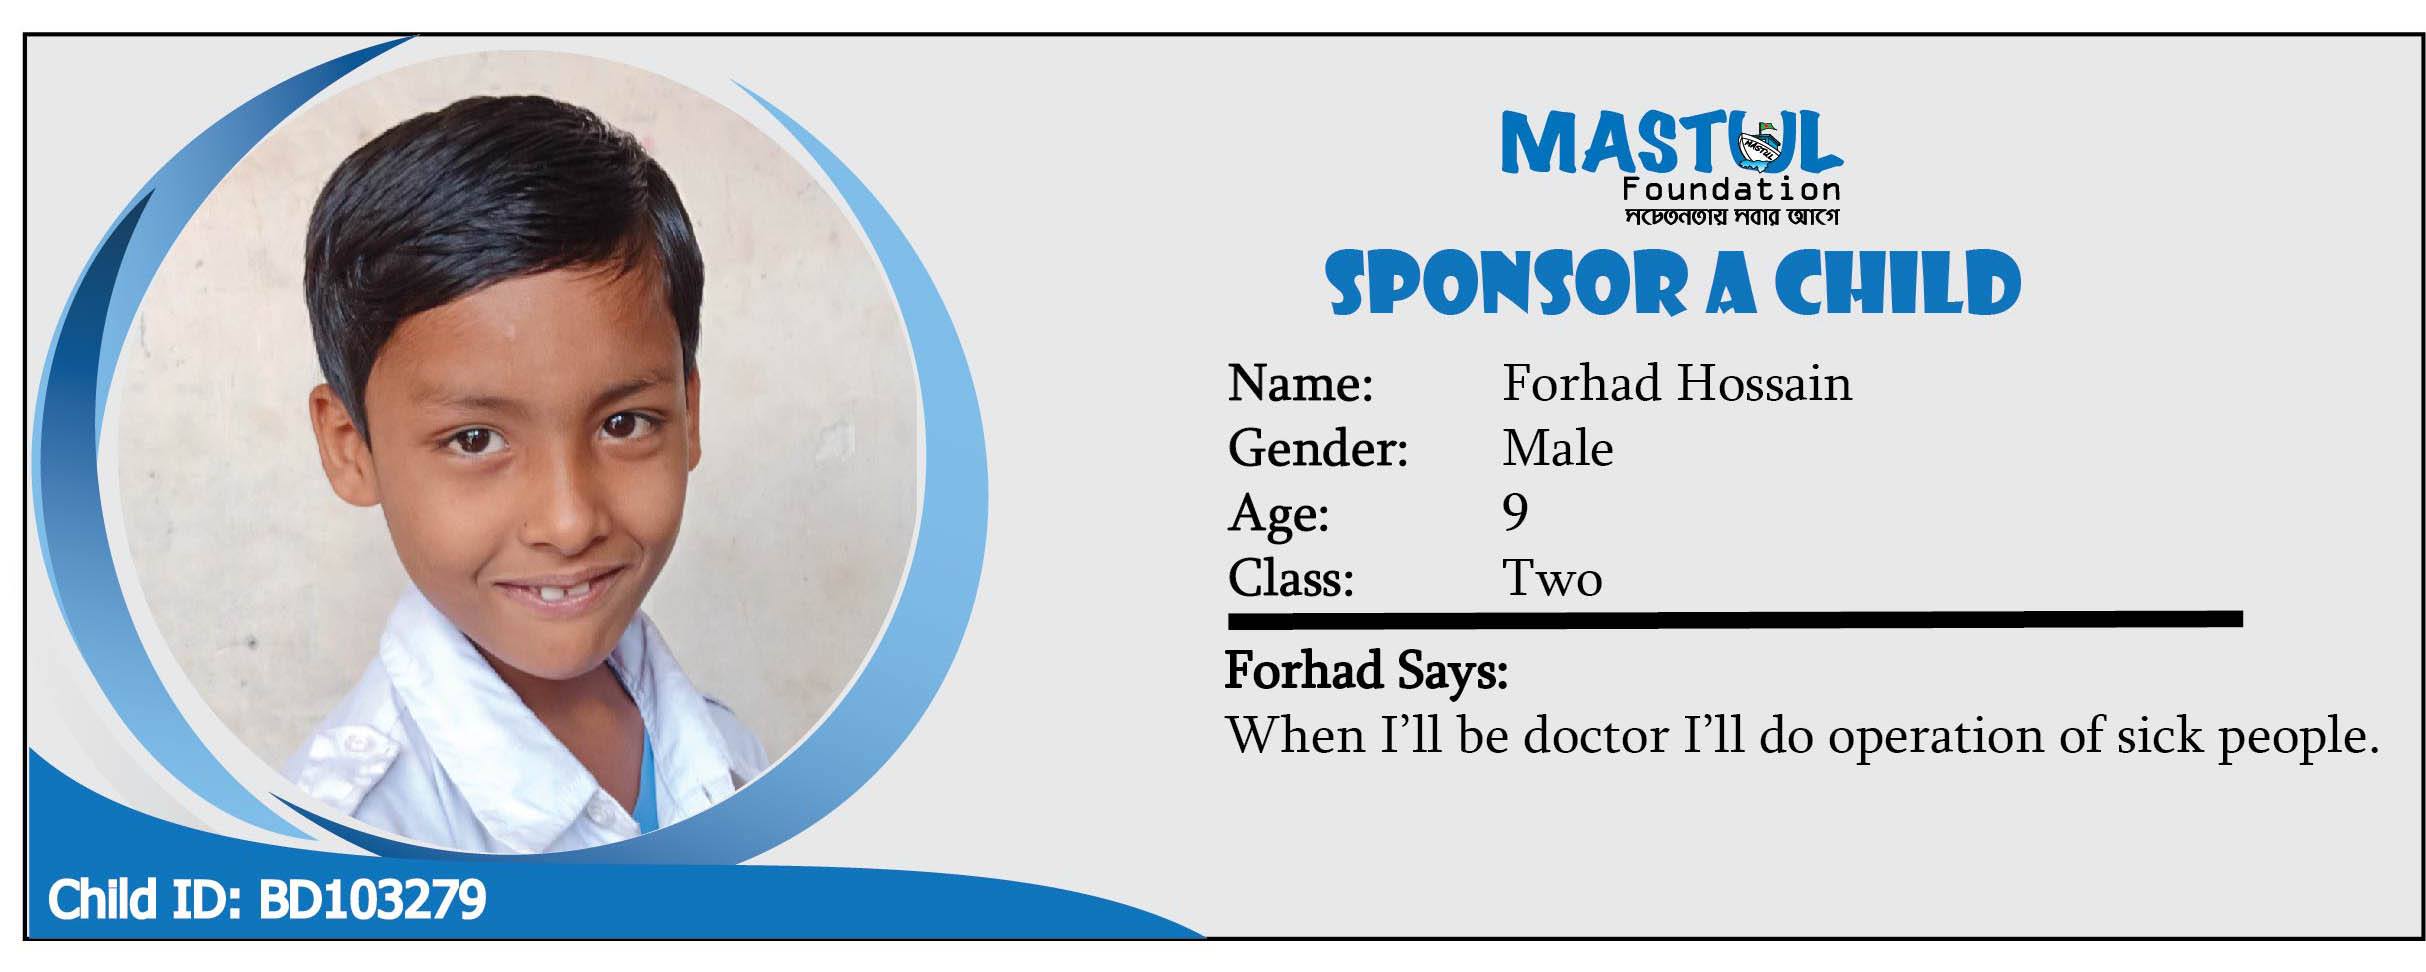 MASTUL
MASTUL
Foundation
সচেতনতায় সবার আগে
SPONSOR A CHILD
Name: Forhad Hossain
Gender: Male
Age: 9
Class: Two
Forhad Says:
When I’ll be doctor I’ll do operation of sick people.
Child ID: BD103279